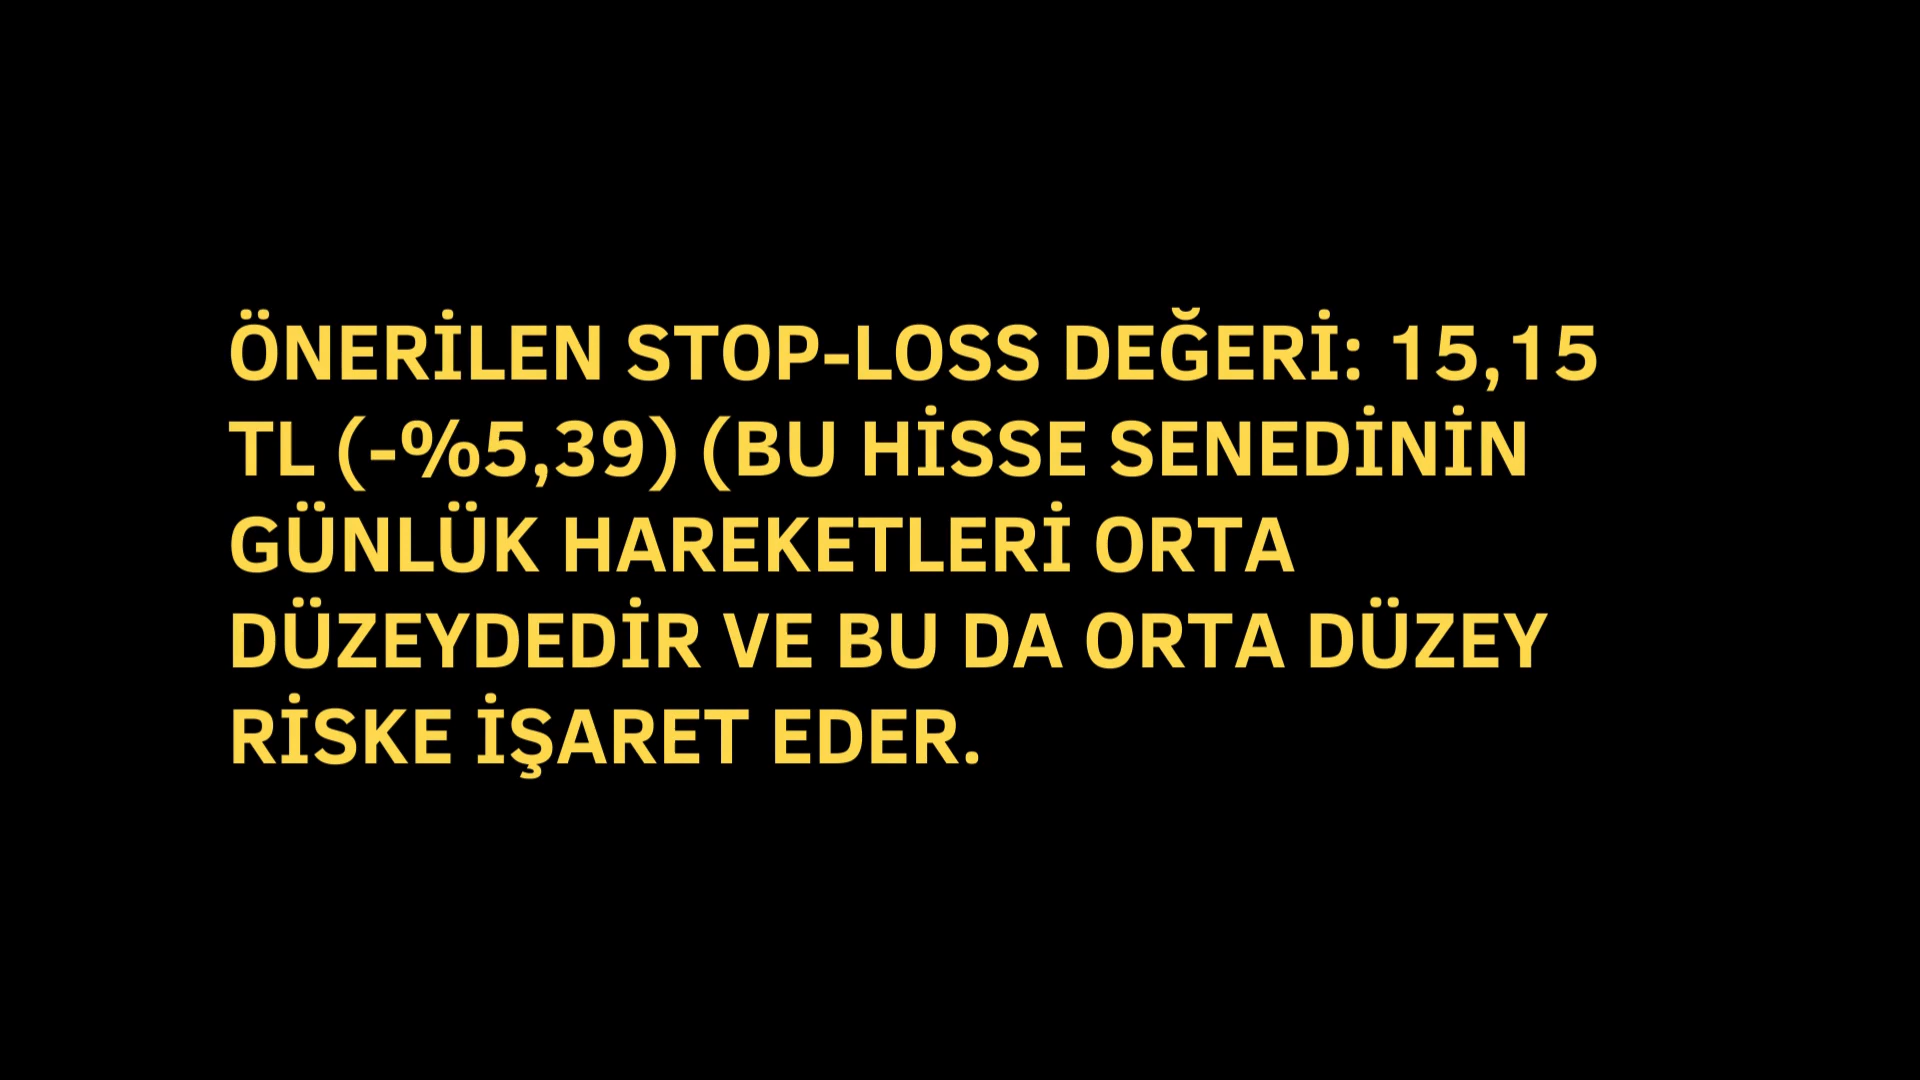 ÖNERİLEN STOP-LOSS DEĞERİ: 15,15
TL (-%5,39) (BU HİSSE SENEDİNİN
GÜNLÜK HAREKETLERİ ORTA
DÜZEYDEDİR VE BU DA ORTA DÜZEY
RİSKE İŞARET EDER.